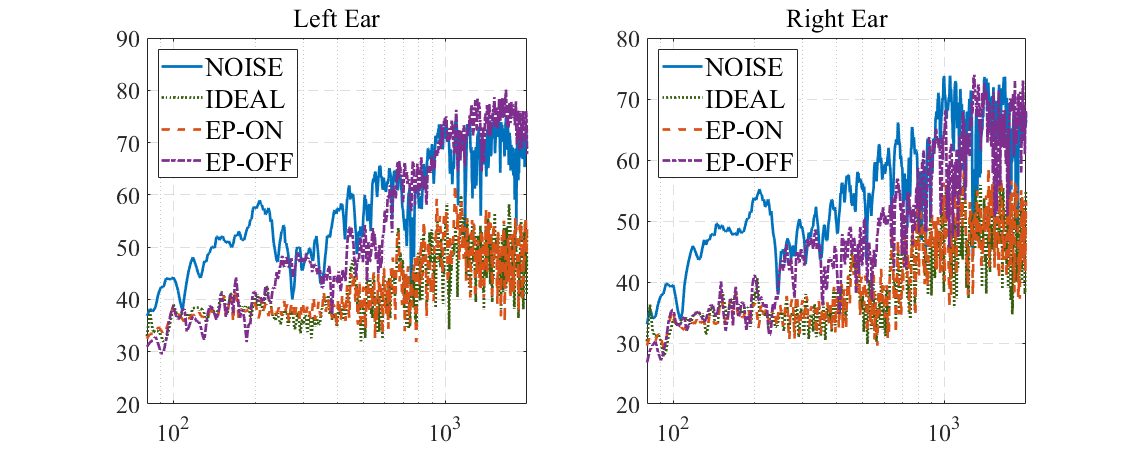 Left Ear
90
80
70
60
50
40
30
20
NOISE
IDEAL
EP-ON
EP-OFF
10²
10³
Right Ear
80
70
60
50
40
30
20
NOISE
IDEAL
EP-ON
EP-OFF
10²
10³